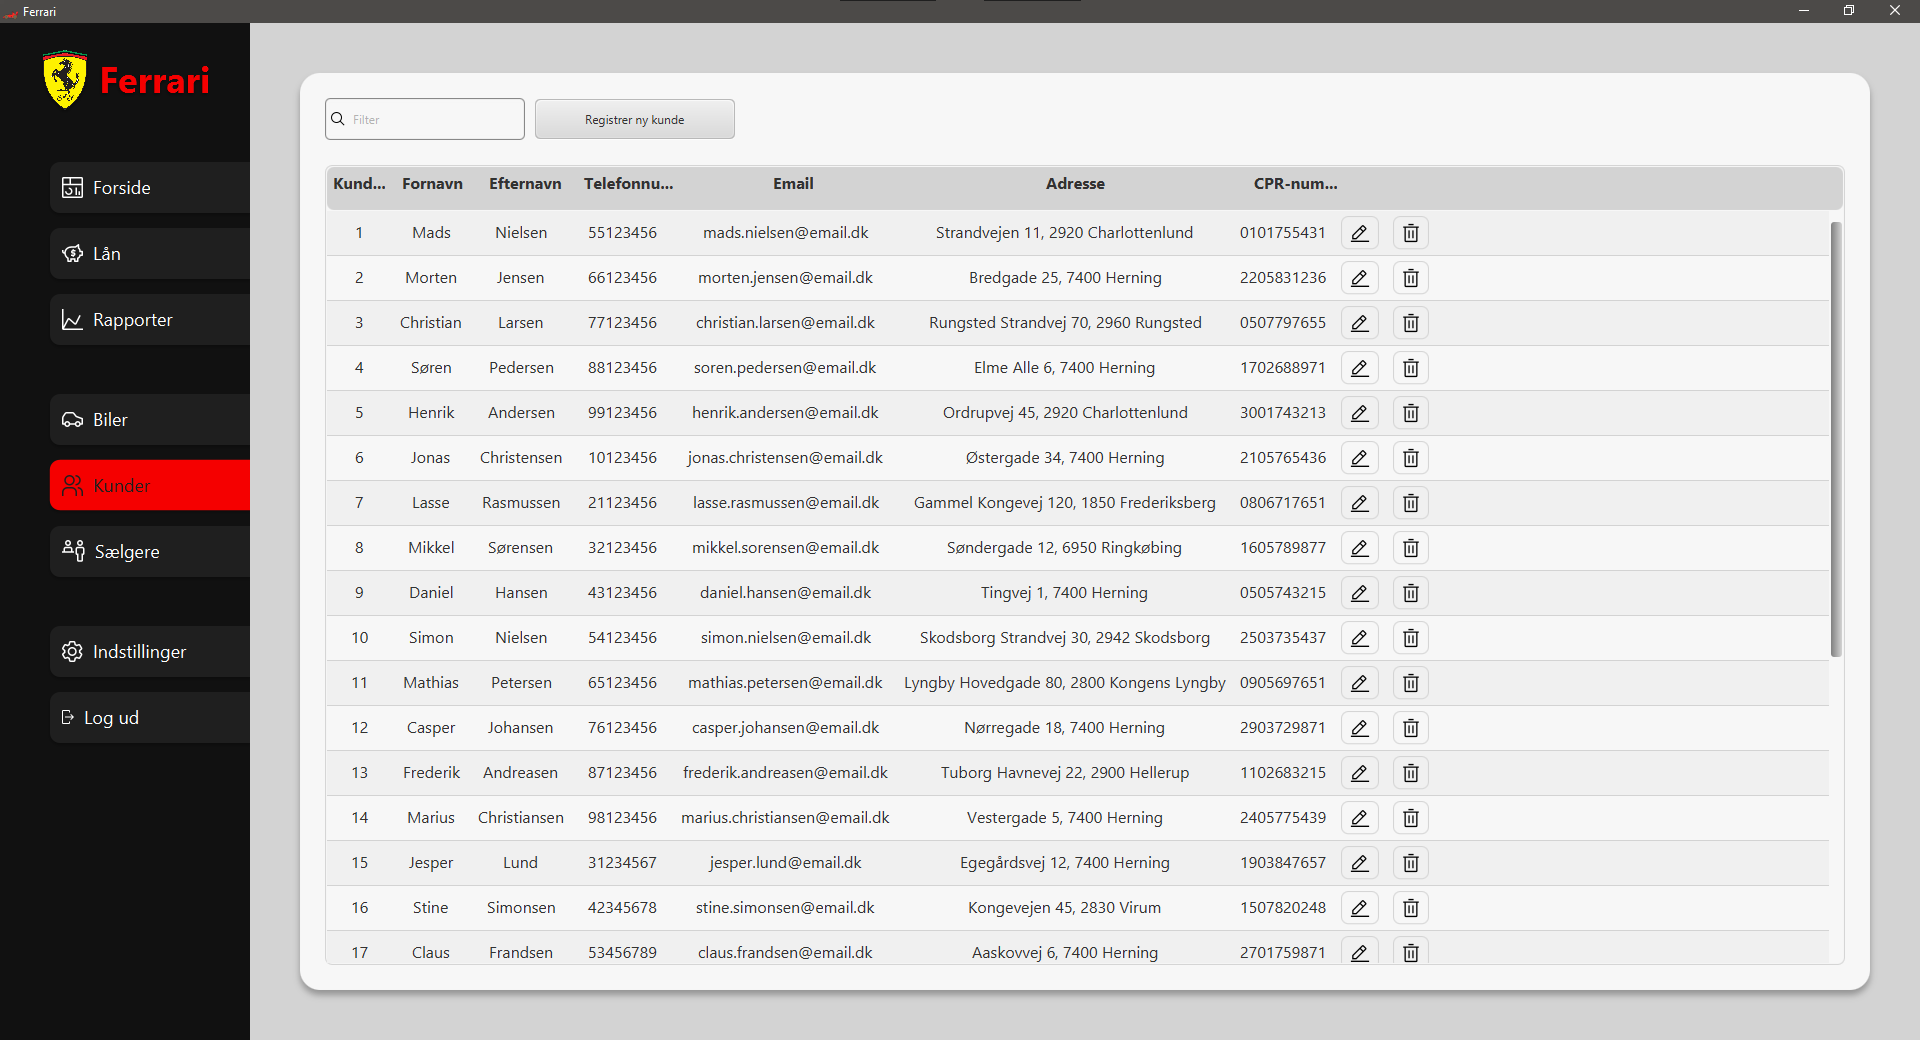 Ferrari
Ferrari
Forside
Lån
Rapporter
Biler
Kunder
Sælgere
Indstillinger
Log ud
Filter
Registrer ny kunde
Kund... Fornavn Efternavn Telefonnu... Email Adresse CPR-num...
1 Mads Nielsen 55123456 mads.nielsen@email.dk Strandvejen 11, 2920 Charlottenlund 0101755431
2 Morten Jensen 66123456 morten.jensen@email.dk Bredgade 25, 7400 Herning 2205831236
3 Christian Larsen 77123456 christian.larsen@email.dk Rungsted Strandvej 70, 2960 Rungsted 0507797655
4 Søren Pedersen 88123456 soren.pedersen@email.dk Elme Alle 6, 7400 Herning 1702688971
5 Henrik Andersen 99123456 henrik.andersen@email.dk Ordrupvej 45, 2920 Charlottenlund 3001743213
6 Jonas Christensen 10123456 jonas.christensen@email.dk Østergade 34, 7400 Herning 2105765436
7 Lasse Rasmussen 21123456 lasse.rasmussen@email.dk Gammel Kongevej 120, 1850 Frederiksberg 0806717651
8 Mikkel Sørensen 32123456 mikkel.sorensen@email.dk Søndergade 12, 6950 Ringkøbing 1605789877
9 Daniel Hansen 43123456 daniel.hansen@email.dk Tingvej 1, 7400 Herning 0505743215
10 Simon Nielsen 54123456 simon.nielsen@email.dk Skodsborg Strandvej 30, 2942 Skodsborg 2503735437
11 Mathias Petersen 65123456 mathias.petersen@email.dk Lyngby Hovedgade 80, 2800 Kongens Lyngby 0905697651
12 Casper Johansen 76123456 casper.johansen@email.dk Nørregade 18, 7400 Herning 2903729871
13 Frederik Andreasen 87123456 frederik.andreasen@email.dk Tuborg Havnevej 22, 2900 Hellerup 1102683215
14 Marius Christiansen 98123456 marius.christiansen@email.dk Vestergade 5, 7400 Herning 2405775439
15 Jesper Lund 31234567 jesper.lund@email.dk Egegårdsvej 12, 7400 Herning 1903847657
16 Stine Simonsen 42345678 stine.simonsen@email.dk Kongevejen 45, 2830 Virum 1507820248
17 Claus Frandsen 53456789 claus.frandsen@email.dk Aaskovvej 6, 7400 Herning 2701759871